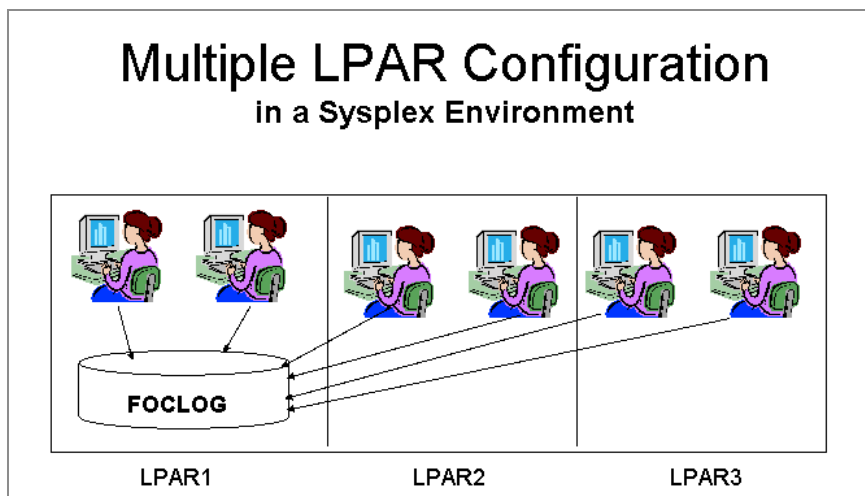 Multiple LPAR Configuration
in a Sysplex Environment
FOCLOG
LPAR1
LPAR2
LPAR3